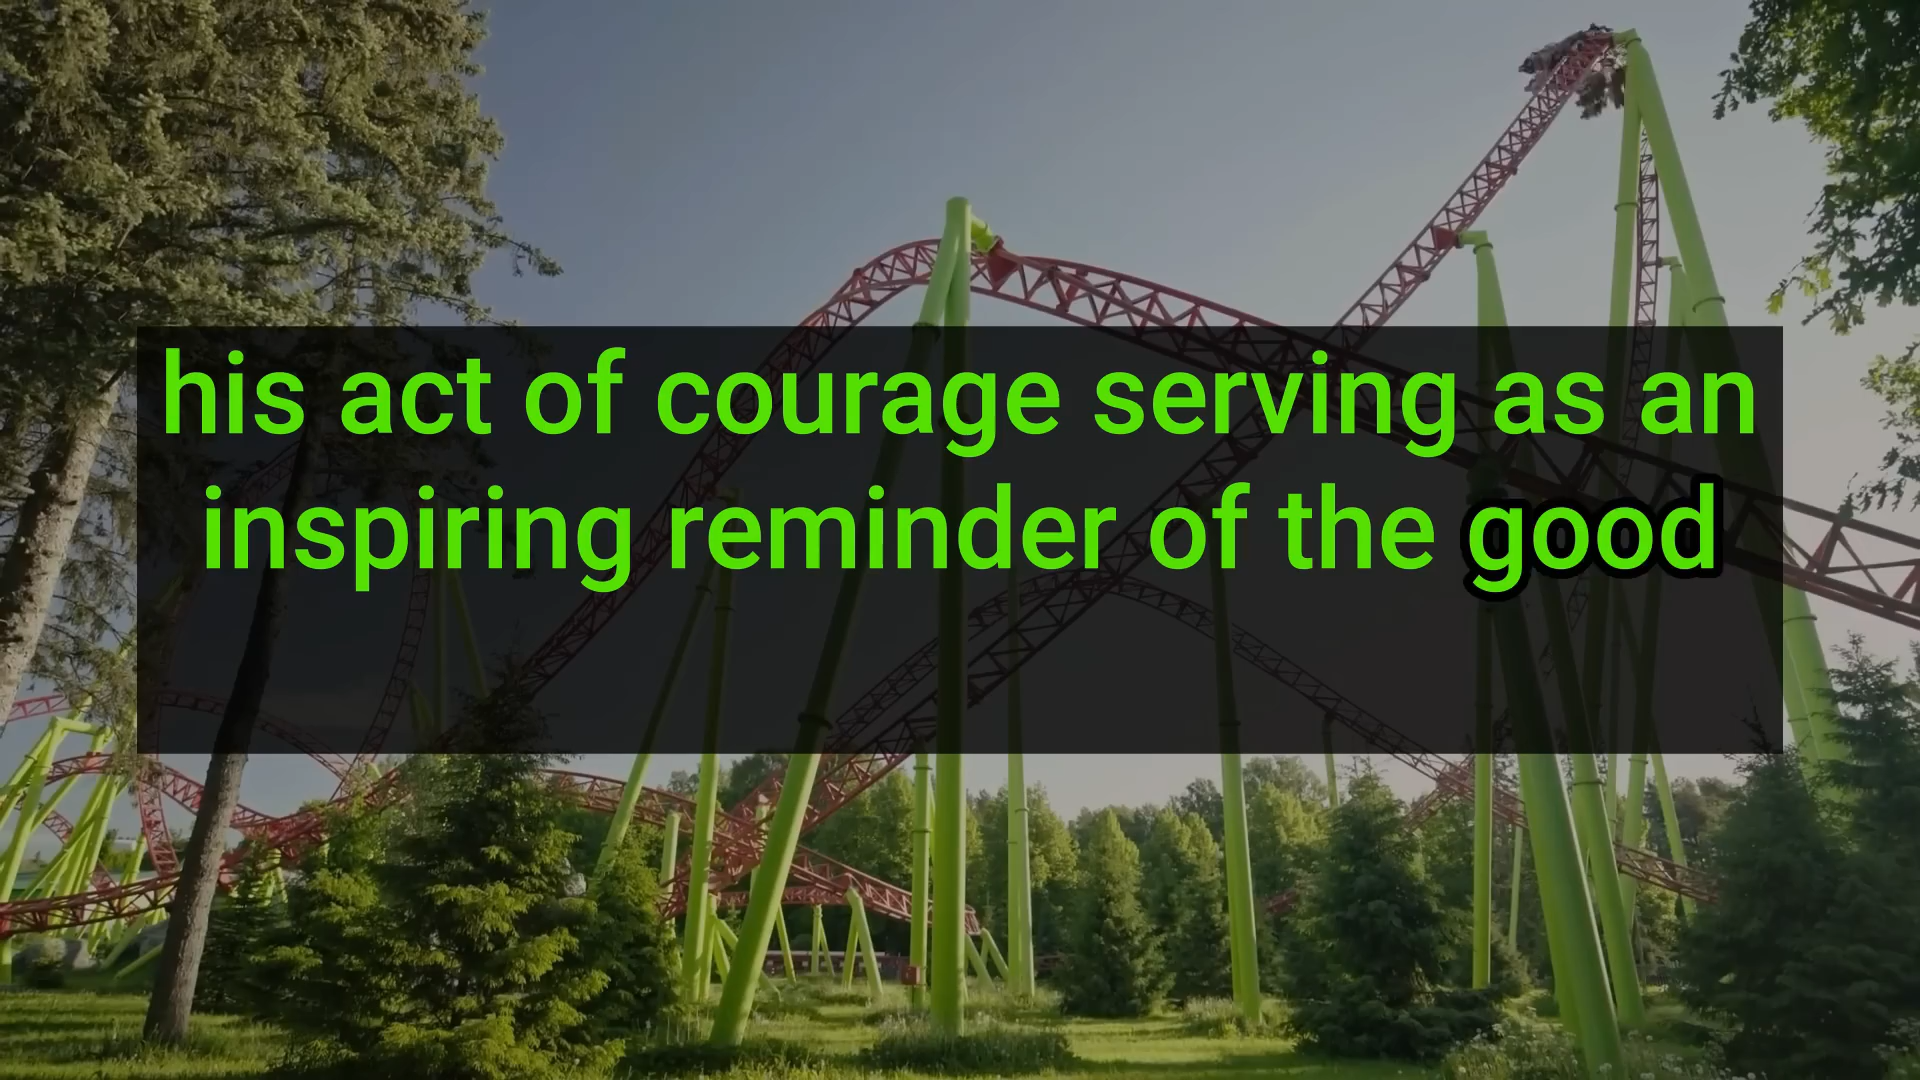 his act of courage serving as an
inspiring reminder of the good